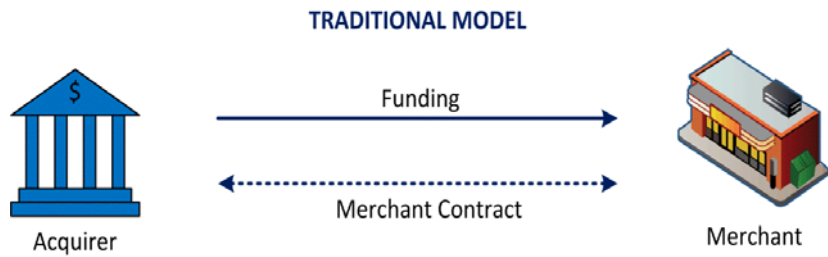 TRADITIONAL MODEL
$
Funding
Merchant Contract
Acquirer
Merchant